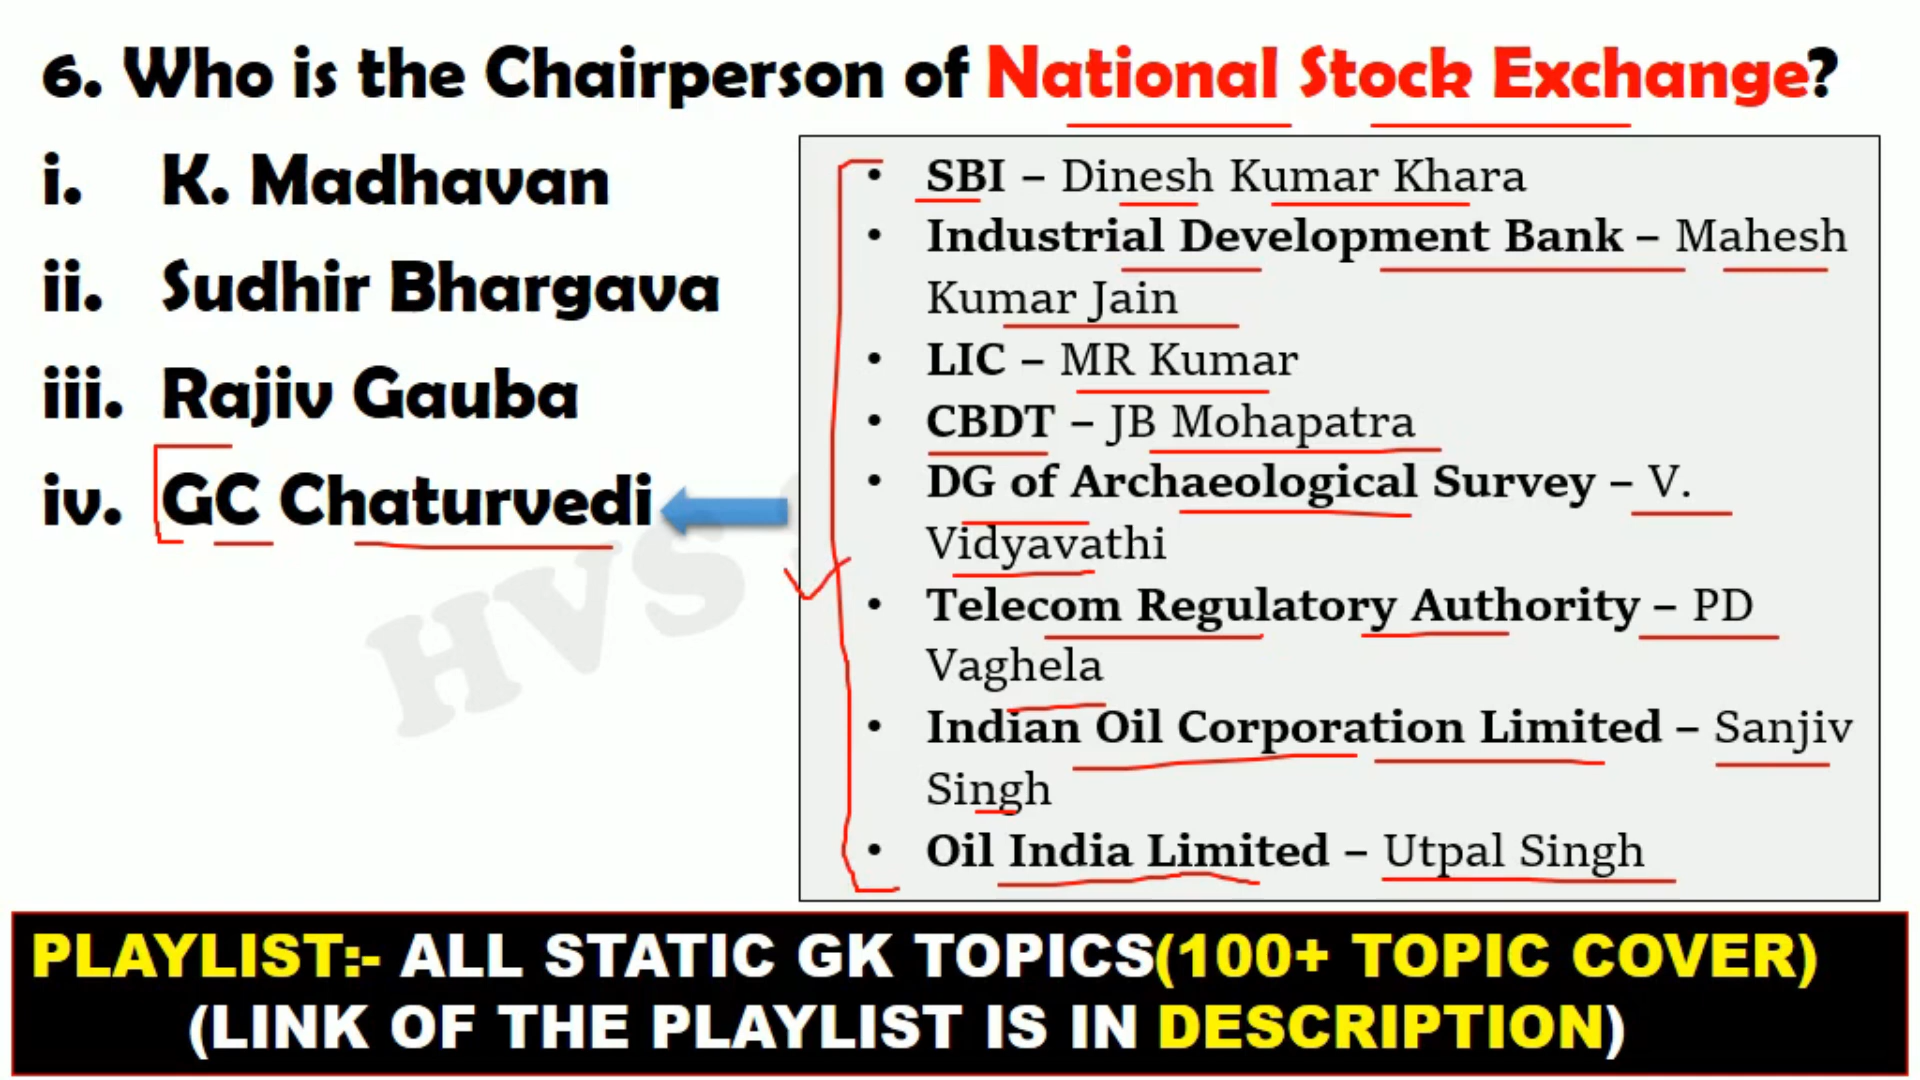 6. Who is the Chairperson of National Stock Exchange?
i. K. Madhavan
ii. Sudhir Bhargava
iii. Rajiv Gauba
iv. GC Chaturvedi
• SBI – Dinesh Kumar Khara
• Industrial Development Bank – Mahesh
Kumar Jain
• LIC – MR Kumar
• CBDT – JB Mohapatra
• DG of Archaeological Survey – V.
Vidyavathi
• Telecom Regulatory Authority – PD
Vaghela
• Indian Oil Corporation Limited – Sanjiv
Singh
• Oil India Limited – Utpal Singh
HVS
PLAYLIST:- ALL STATIC GK TOPICS(100+ TOPIC COVER)
(LINK OF THE PLAYLIST IS IN DESCRIPTION)